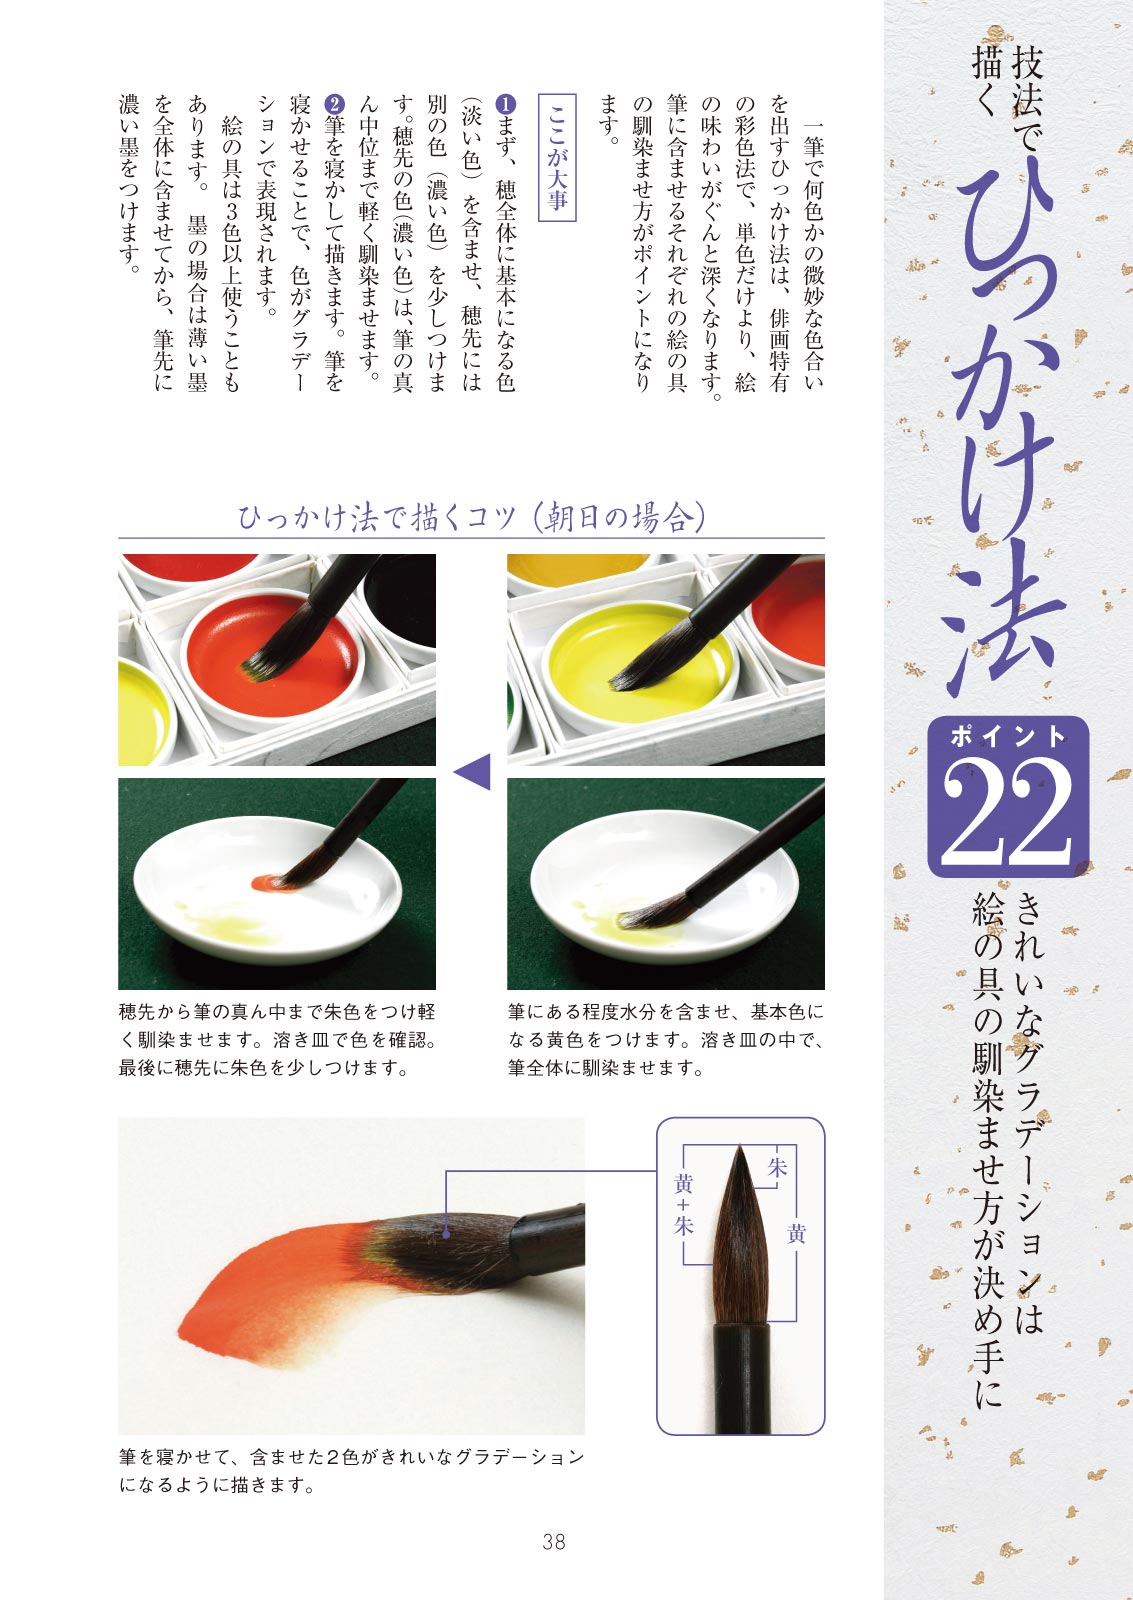 技法で
描く
ひっかけ法
ポイント
22
きれいなグラデーションは
絵の具の馴染ませ方が決め手に
一筆で何色かの微妙な色合い
を出すひっかけ法は、俳画特有
の彩色法で、単色だけより、絵
の味わいがぐんと深くなります。
筆に含ませるそれぞれの絵の具
の馴染ませ方がポイントになり
ます。
ここが大事
❶まず、穂全体に基本になる色
（淡い色）を含ませ、穂先には
別の色（濃い色）を少しつけま
す。穂先の色（濃い色）は、筆の真
ん中位まで軽く馴染ませます。
❷筆を寝かして描きます。筆を
寝かせることで、色がグラデー
ションで表現されます。
絵の具は３色以上使うことも
あります。　墨の場合は薄い墨
を全体に含ませてから、筆先に
濃い墨をつけます。
ひっかけ法で描くコツ（朝日の場合）
筆にある程度水分を含ませ、基本色に
なる黄色をつけます。溶き皿の中で、
筆全体に馴染ませます。
穂先から筆の真ん中まで朱色をつけ軽
く馴染ませます。溶き皿で色を確認。
最後に穂先に朱色を少しつけます。
朱
黄
黄＋朱
筆を寝かせて、含ませた２色がきれいなグラデーション
になるように描きます。
38